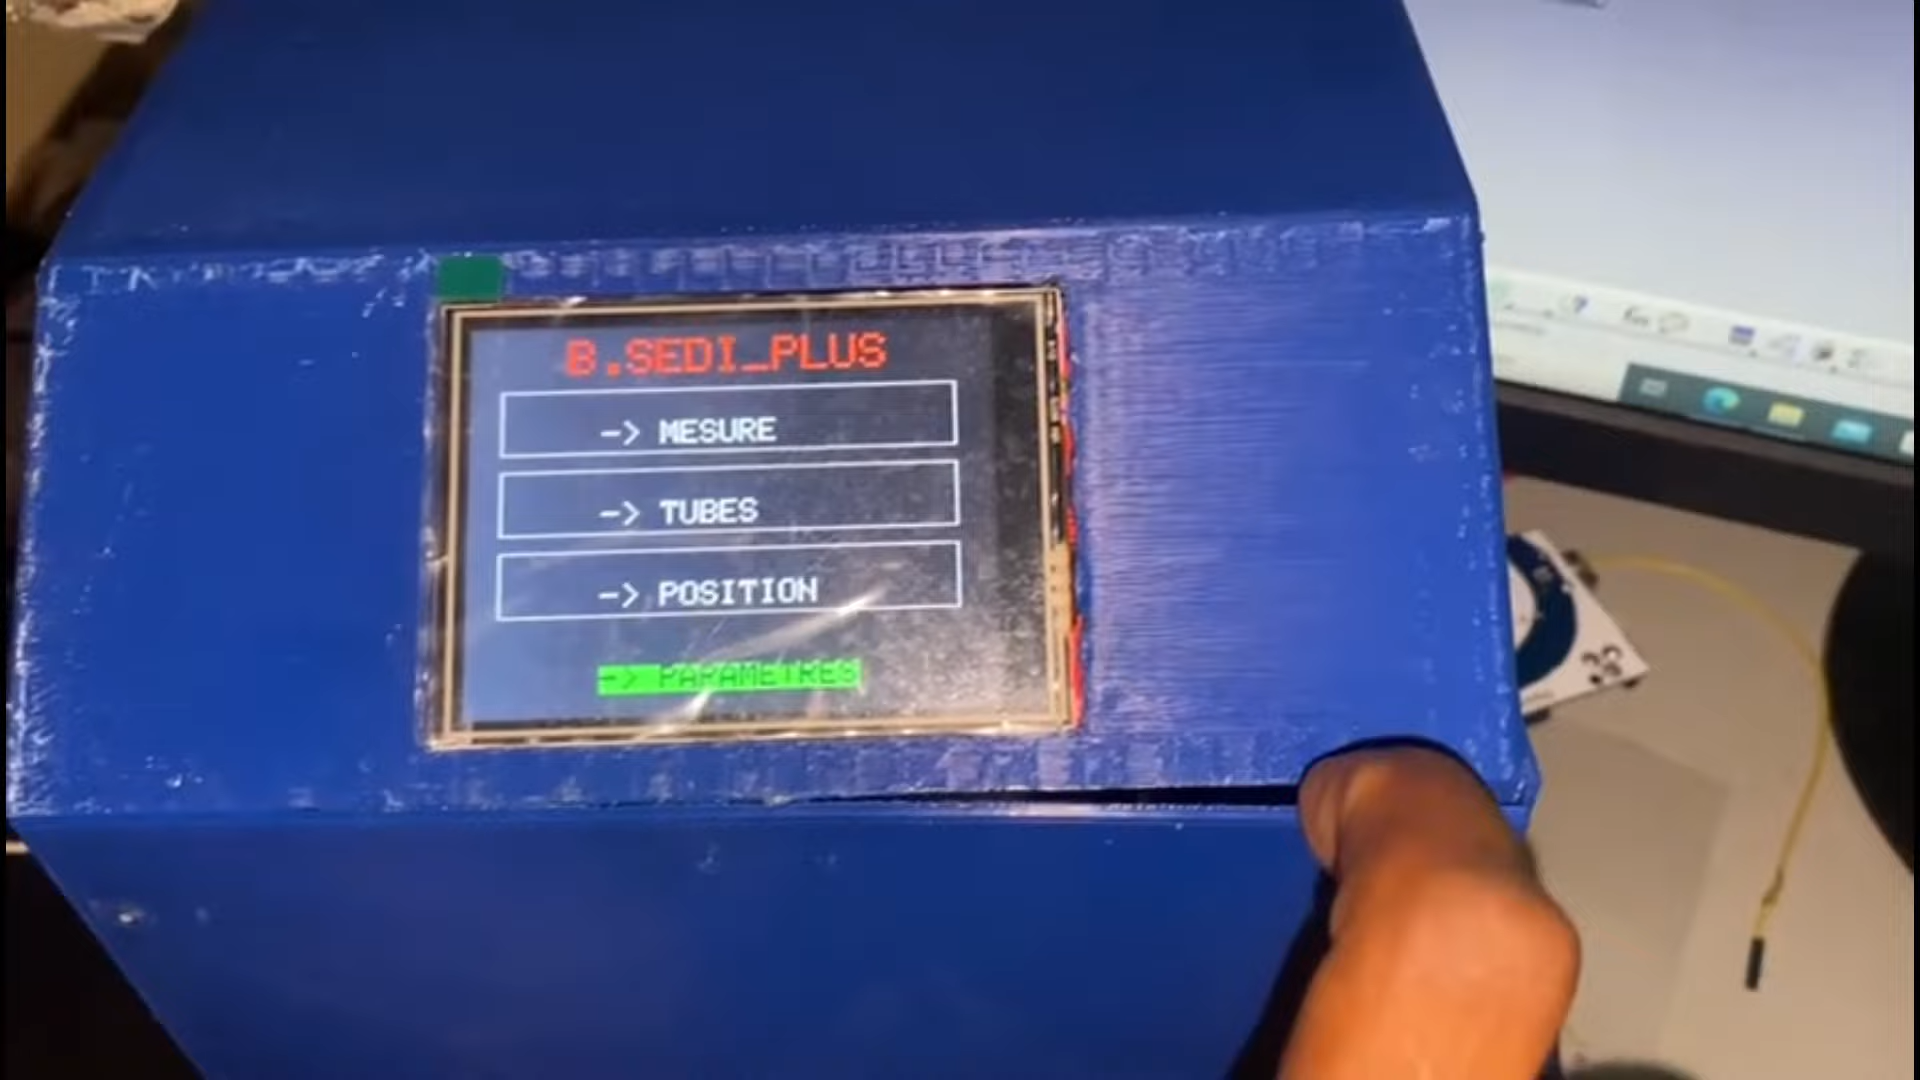 B.SEDI_PLUS
-> MESURE
-> TUBES
-> POSITION
-> PARAMETRES